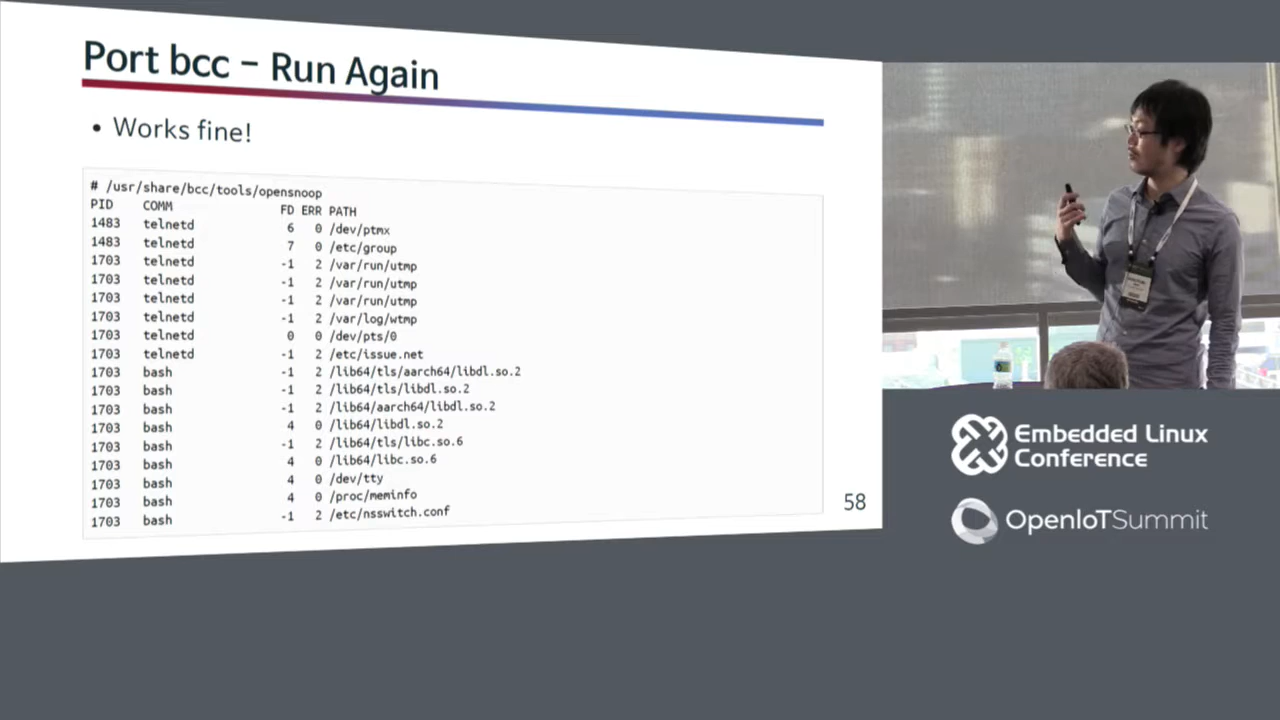 Port bcc – Run Again
• Works fine!
# /usr/share/bcc/tools/opensnoop
PID COMM FD ERR PATH
1483 telnetd 6 0 /dev/ptmx
1483 telnetd 7 0 /etc/group
1703 telnetd -1 2 /var/run/utmp
1703 telnetd -1 2 /var/run/utmp
1703 telnetd -1 2 /var/run/utmp
1703 telnetd -1 2 /var/log/wtmp
1703 telnetd 0 0 /dev/pts/0
1703 telnetd -1 2 /etc/issue.net
1703 bash -1 2 /lib64/tls/aarch64/libdl.so.2
1703 bash -1 2 /lib64/tls/libdl.so.2
1703 bash -1 2 /lib64/aarch64/libdl.so.2
1703 bash 4 0 /lib64/libdl.so.2
1703 bash -1 2 /lib64/tls/libc.so.6
1703 bash 4 0 /lib64/libc.so.6
1703 bash 4 0 /dev/tty
1703 bash 4 0 /proc/meminfo
1703 bash -1 2 /etc/nsswitch.conf
58
Embedded Linux
Conference
OpenIoTSummit